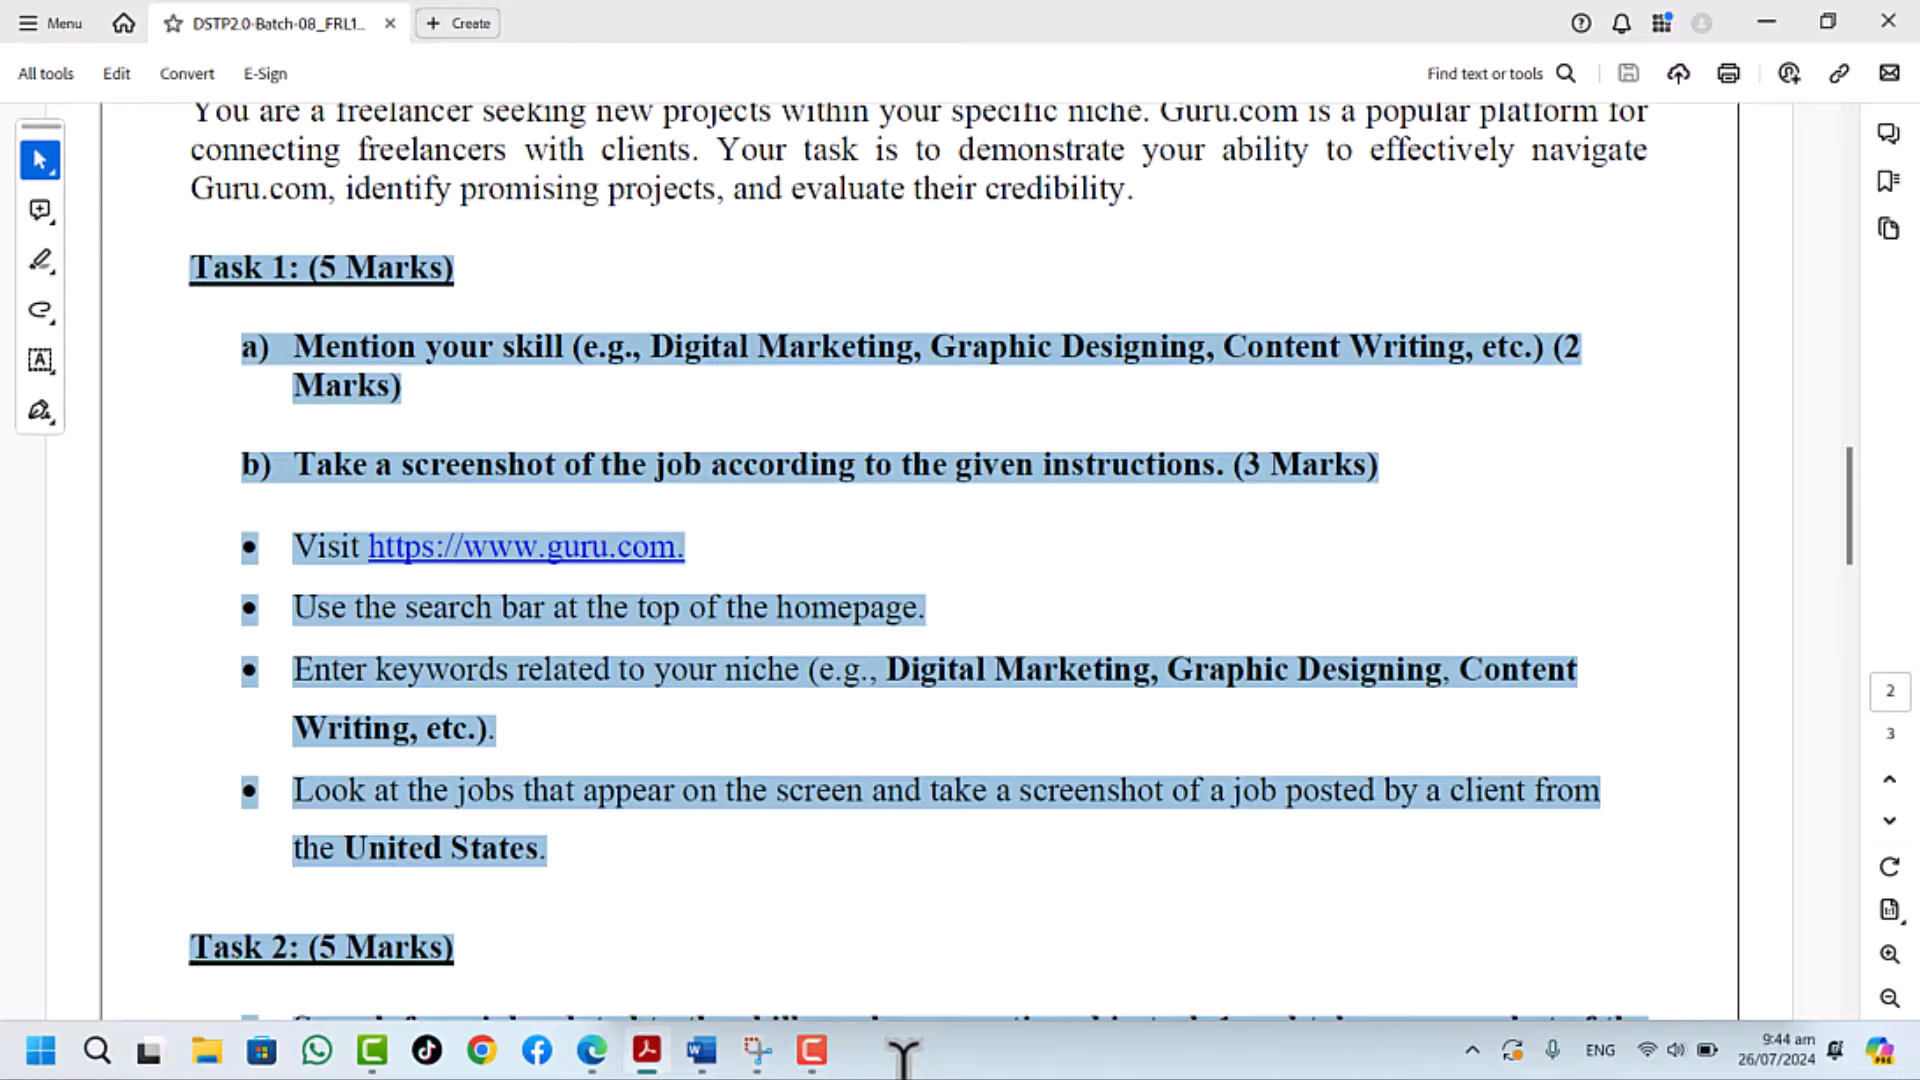 Menu
DSTP2.0-Batch-08_FRL1...
Create
All tools
Edit
Convert
E-Sign
Find text or tools
You are a freelancer seeking new projects within your specific niche. Guru.com is a popular platform for
connecting freelancers with clients. Your task is to demonstrate your ability to effectively navigate
Guru.com, identify promising projects, and evaluate their credibility.
Task 1: (5 Marks)
a) Mention your skill (e.g., Digital Marketing, Graphic Designing, Content Writing, etc.) (2
Marks)
b) Take a screenshot of the job according to the given instructions. (3 Marks)
• Visit https://www.guru.com.
• Use the search bar at the top of the homepage.
• Enter keywords related to your niche (e.g., Digital Marketing, Graphic Designing, Content
Writing, etc.).
• Look at the jobs that appear on the screen and take a screenshot of a job posted by a client from
the United States.
Task 2: (5 Marks)
2
3
ENG
9:44 am
26/07/2024